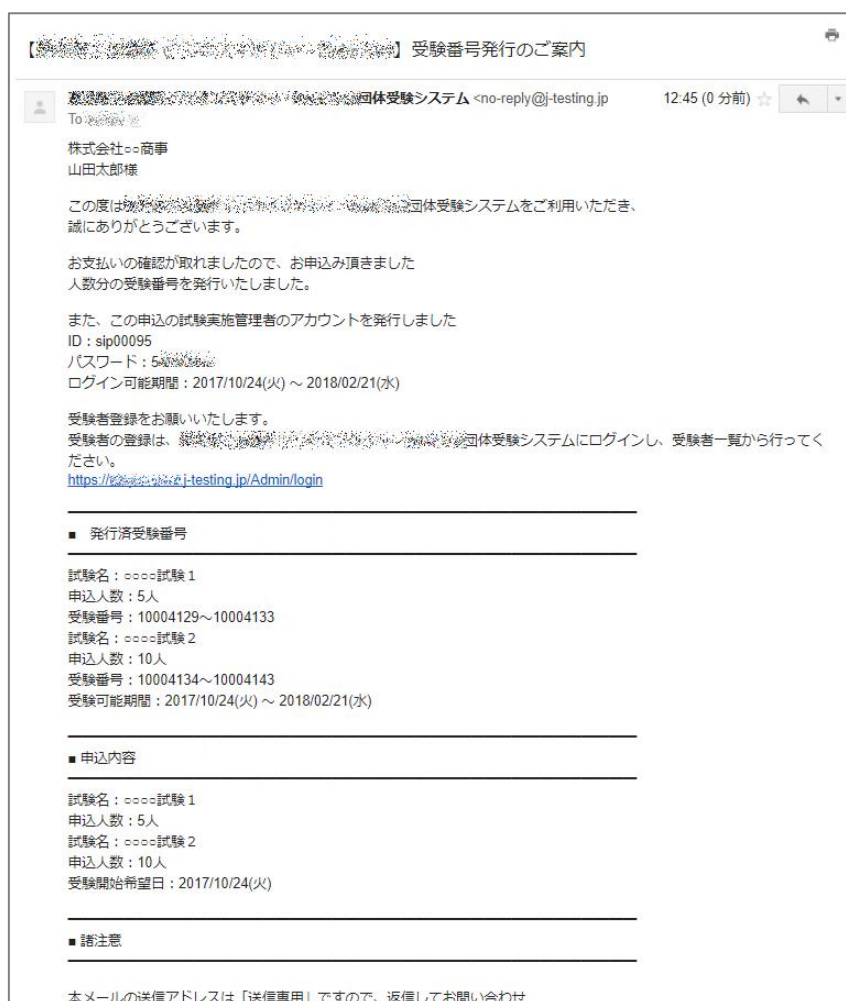 【】受験番号発行のご案内
団体受験システム <no-reply@j-testing.jp 12:45 (0 分前)
To
株式会社○○商事
山田太郎様
この度は団体受験システムをご利用いただき、
誠にありがとうございます。
お支払いの確認が取れましたので、お申込み頂きました
人数分の受験番号を発行いたしました。
また、この申込の試験実施管理者のアカウントを発行しました
ID：sip00095
パスワード：5
ログイン可能期間：2017/10/24(火) ～ 2018/02/21(水)
受験者登録をお願いいたします。
受験者の登録は、団体受験システムにログインし、受験者一覧から行ってく
ださい。
https://j-testing.jp/Admin/login
■ 発行済受験番号
試験名：○○○○試験１
申込人数：5人
受験番号：10004129～10004133
試験名：○○○○試験２
申込人数：10人
受験番号：10004134～10004143
受験可能期間：2017/10/24(火) ～ 2018/02/21(水)
■ 申込内容
試験名：○○○○試験１
申込人数：5人
試験名：○○○○試験２
申込人数：10人
受験開始希望日：2017/10/24(火)
■ 諸注意
本メールの送信アドレスは「送信専用」ですので、返信してお問い合わせ